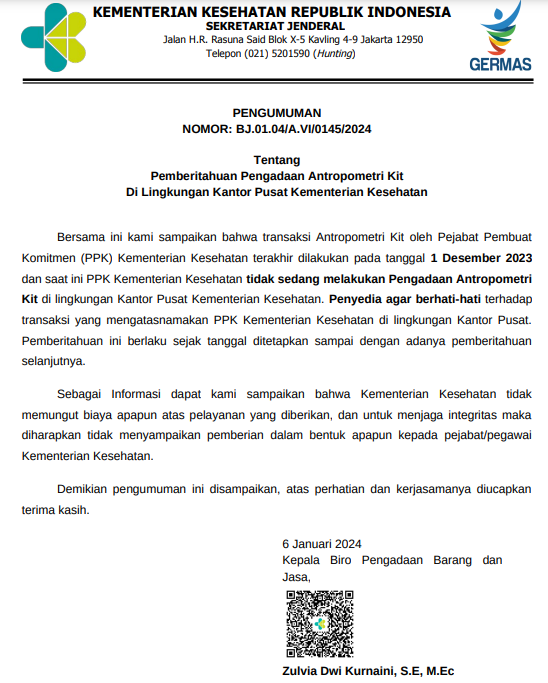 KEMENTERIAN KESEHATAN REPUBLIK INDONESIA
SEKRETARIAT JENDERAL
Jalan H.R. Rasuna Said Blok X-5 Kavling 4-9 Jakarta 12950
Telepon (021) 5201590 (Hunting)
GERMAS
PENGUMUMAN
NOMOR: BJ.01.04/A.VI/0145/2024
Tentang
Pemberitahuan Pengadaan Antropometri Kit
Di Lingkungan Kantor Pusat Kementerian Kesehatan
Bersama ini kami sampaikan bahwa transaksi Antropometri Kit oleh Pejabat Pembuat
Komitmen (PPK) Kementerian Kesehatan terakhir dilakukan pada tanggal 1 Desember 2023
dan saat ini PPK Kementerian Kesehatan tidak sedang melakukan Pengadaan Antropometri
Kit di lingkungan Kantor Pusat Kementerian Kesehatan. Penyedia agar berhati-hati terhadap
transaksi yang mengatasnamakan PPK Kementerian Kesehatan di lingkungan Kantor Pusat.
Pemberitahuan ini berlaku sejak tanggal ditetapkan sampai dengan adanya pemberitahuan
selanjutnya.
Sebagai Informasi dapat kami sampaikan bahwa Kementerian Kesehatan tidak
memungut biaya apapun atas pelayanan yang diberikan, dan untuk menjaga integritas maka
diharapkan tidak menyampaikan pemberian dalam bentuk apapun kepada pejabat/pegawai
Kementerian Kesehatan.
Demikian pengumuman ini disampaikan, atas perhatian dan kerjasamanya diucapkan
terima kasih.
6 Januari 2024
Kepala Biro Pengadaan Barang dan
Jasa,
Zulvia Dwi Kurnaini, S.E, M.Ec